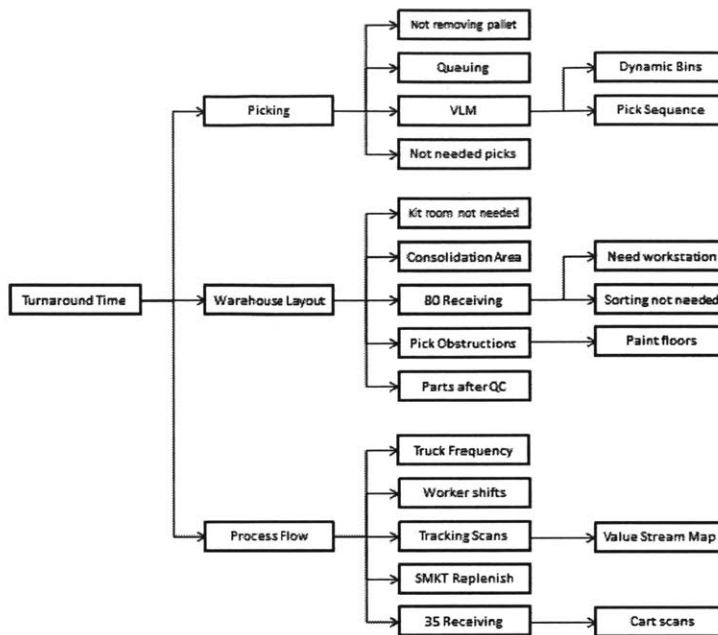 Not removing pallet
Queuing
Dynamic Bins
Picking
VLM
Pick Sequence
Not needed picks
Kit room not needed
Consolidation Area
Need workstation
Turnaround Time
Warehouse Layout
80 Receiving
Sorting not needed
Pick Obstructions
Paint floors
Parts after QC
Truck Frequency
Worker shifts
Process Flow
Tracking Scans
Value Stream Map
SMKT Replenish
35 Receiving
Cart scans